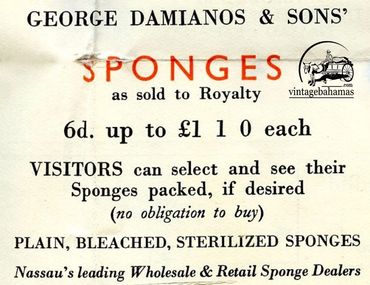 GEORGE DAMIANOS & SONS'
SPONGES
as sold to Royalty
vintagebahamas
.com
6d. up to £1 1 0 each
VISITORS can select and see their
Sponges packed, if desired
(no obligation to buy)
PLAIN, BLEACHED, STERILIZED SPONGES
Nassau's leading Wholesale & Retail Sponge Dealers